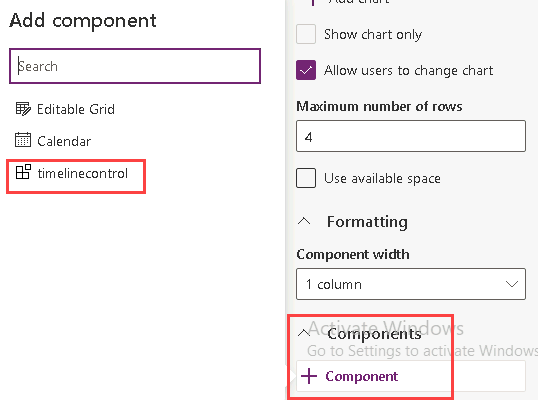 Add component
Search
Editable Grid
Calendar
timelinecontrol
Add chart
Show chart only
Allow users to change chart
Maximum number of rows
4
Use available space
Formatting
Component width
1 column
Activate Windows
Components
Go to Settings to activate Windows
Component